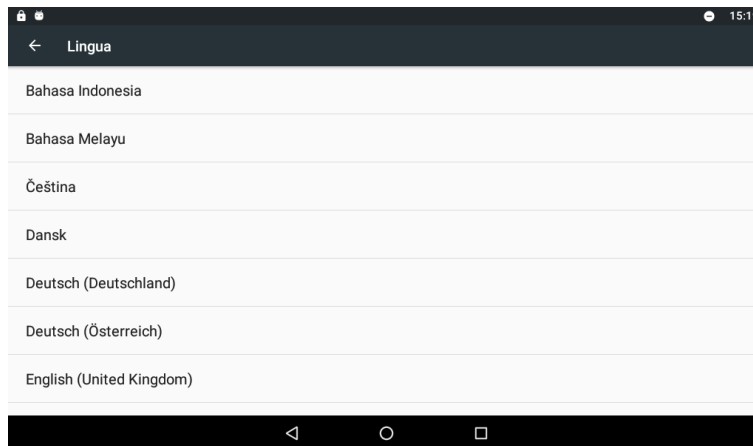 15:1
Lingua
Bahasa Indonesia
Bahasa Melayu
Čeština
Dansk
Deutsch (Deutschland)
Deutsch (Österreich)
English (United Kingdom)